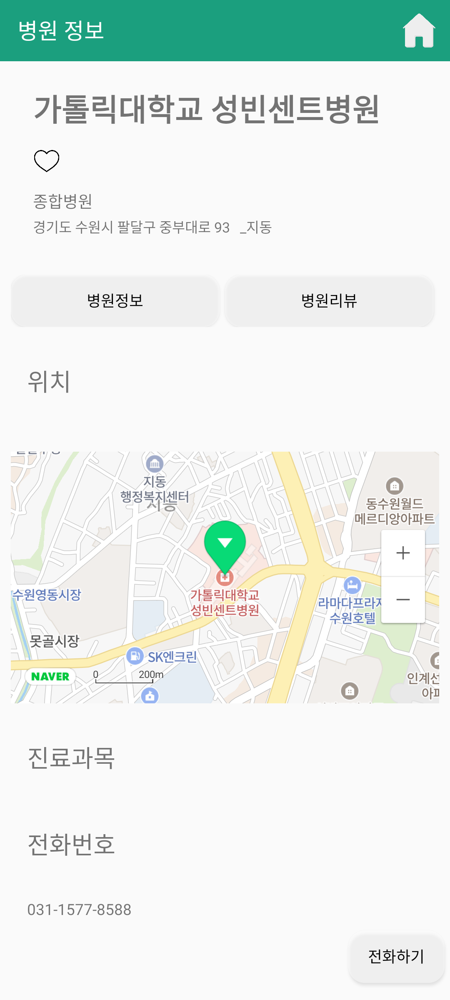 병원 정보
가톨릭대학교 성빈센트병원
종합병원
경기도 수원시 팔달구 중부대로 93 _지동
병원정보
병원리뷰
위치
지동
행정복지센터
지동
동수원월드
메르디앙아파트
+
−
수원영동시장
가톨릭대학교
성빈센트병원
라마다프라자
수원호텔
못골시장
SK엔크린
NAVER
0 200m
인계선
아파
진료과목
전화번호
031-1577-8588
전화하기